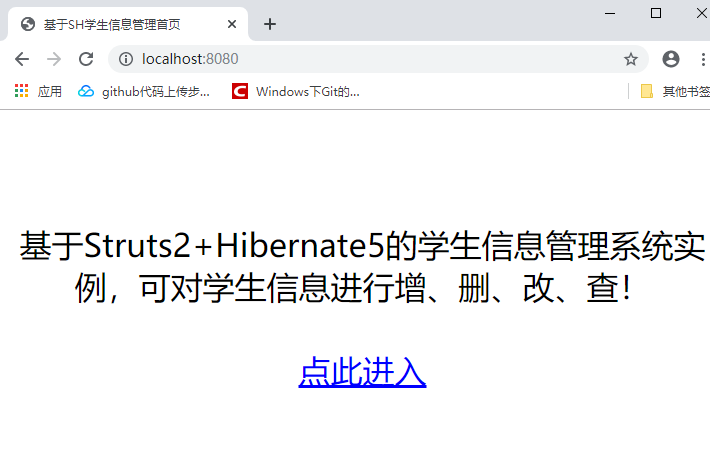 基于SH学生信息管理首页
localhost:8080
应用 github代码上传步... Windows下Git的... 其他书签
基于Struts2+Hibernate5的学生信息管理系统实
例，可对学生信息进行增、删、改、查！
点此进入